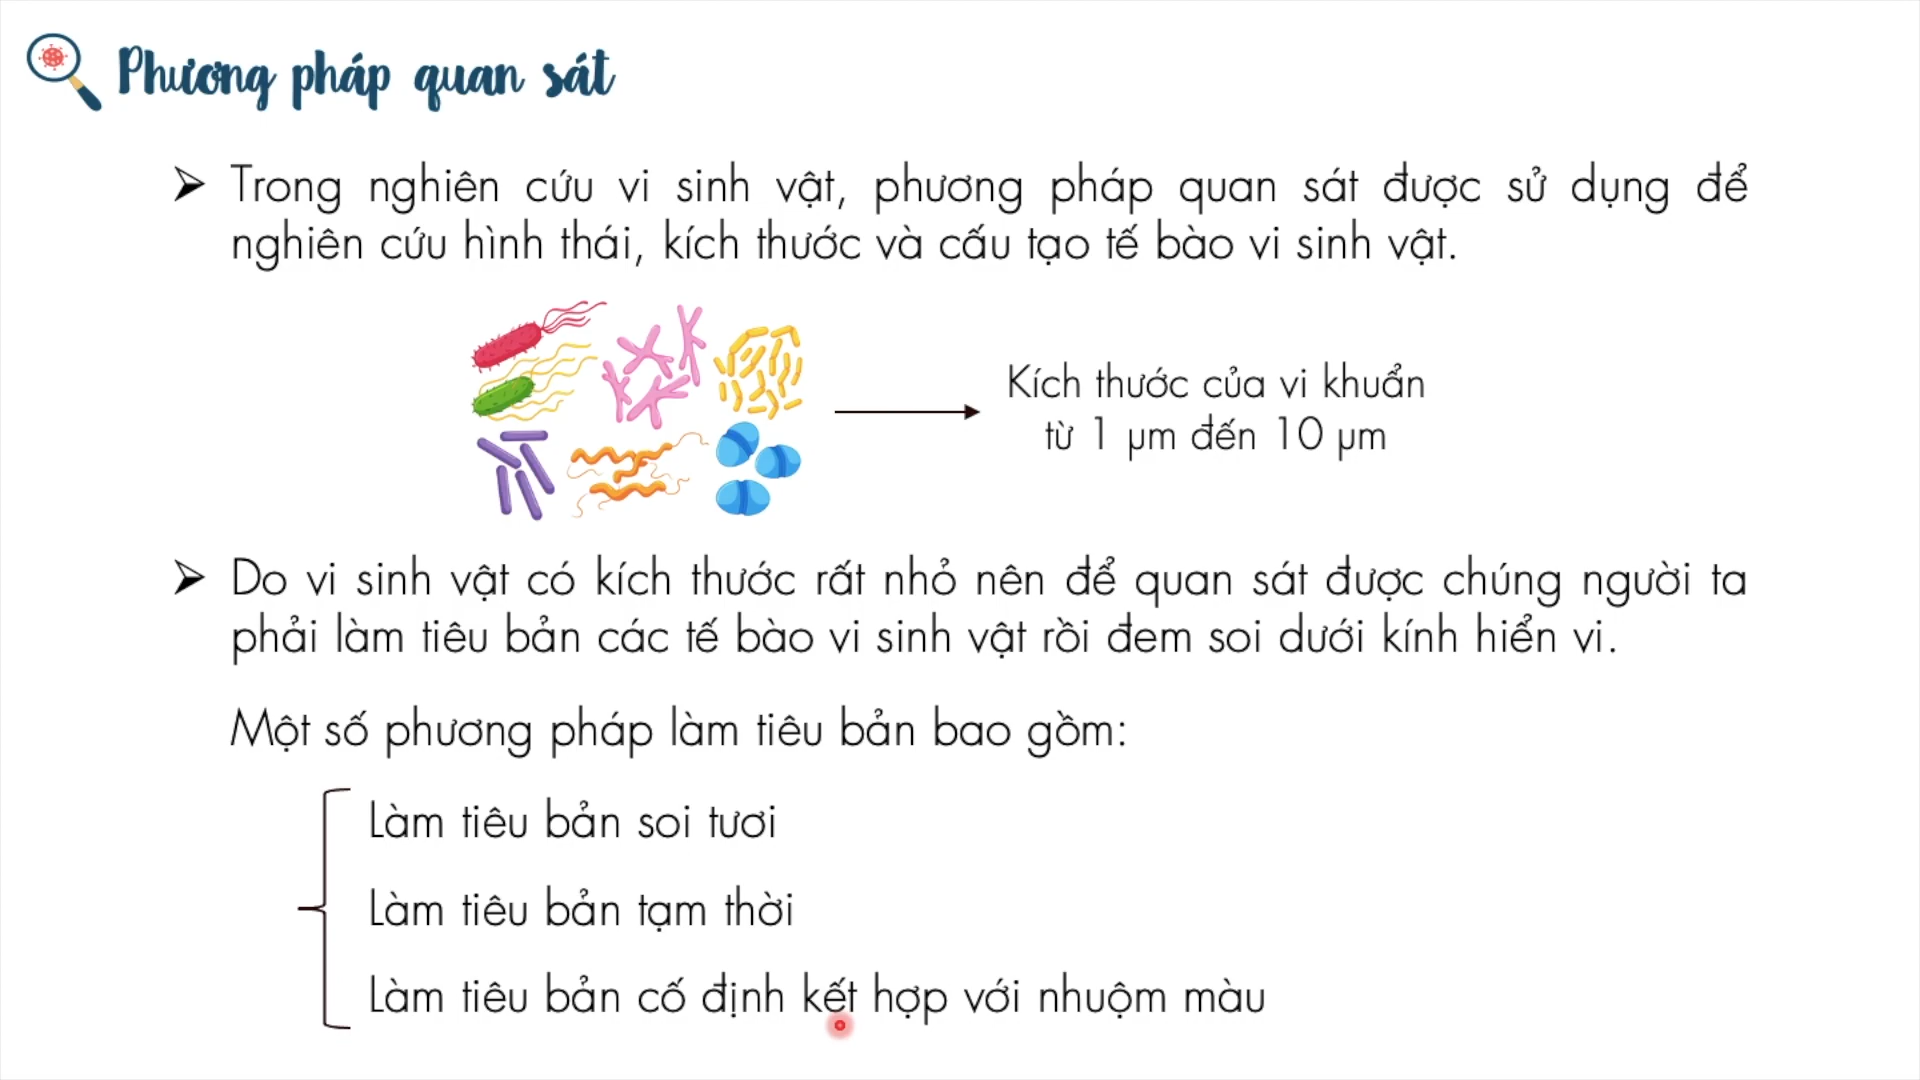 Phương pháp quan sát
Trong nghiên cứu vi sinh vật, phương pháp quan sát được sử dụng để
nghiên cứu hình thái, kích thước và cấu tạo tế bào vi sinh vật.
Kích thước của vi khuẩn
từ 1 µm đến 10 µm
Do vi sinh vật có kích thước rất nhỏ nên để quan sát được chúng người ta
phải làm tiêu bản các tế bào vi sinh vật rồi đem soi dưới kính hiển vi.
Một số phương pháp làm tiêu bản bao gồm:
Làm tiêu bản soi tươi
Làm tiêu bản tạm thời
Làm tiêu bản cố định kết hợp với nhuộm màu